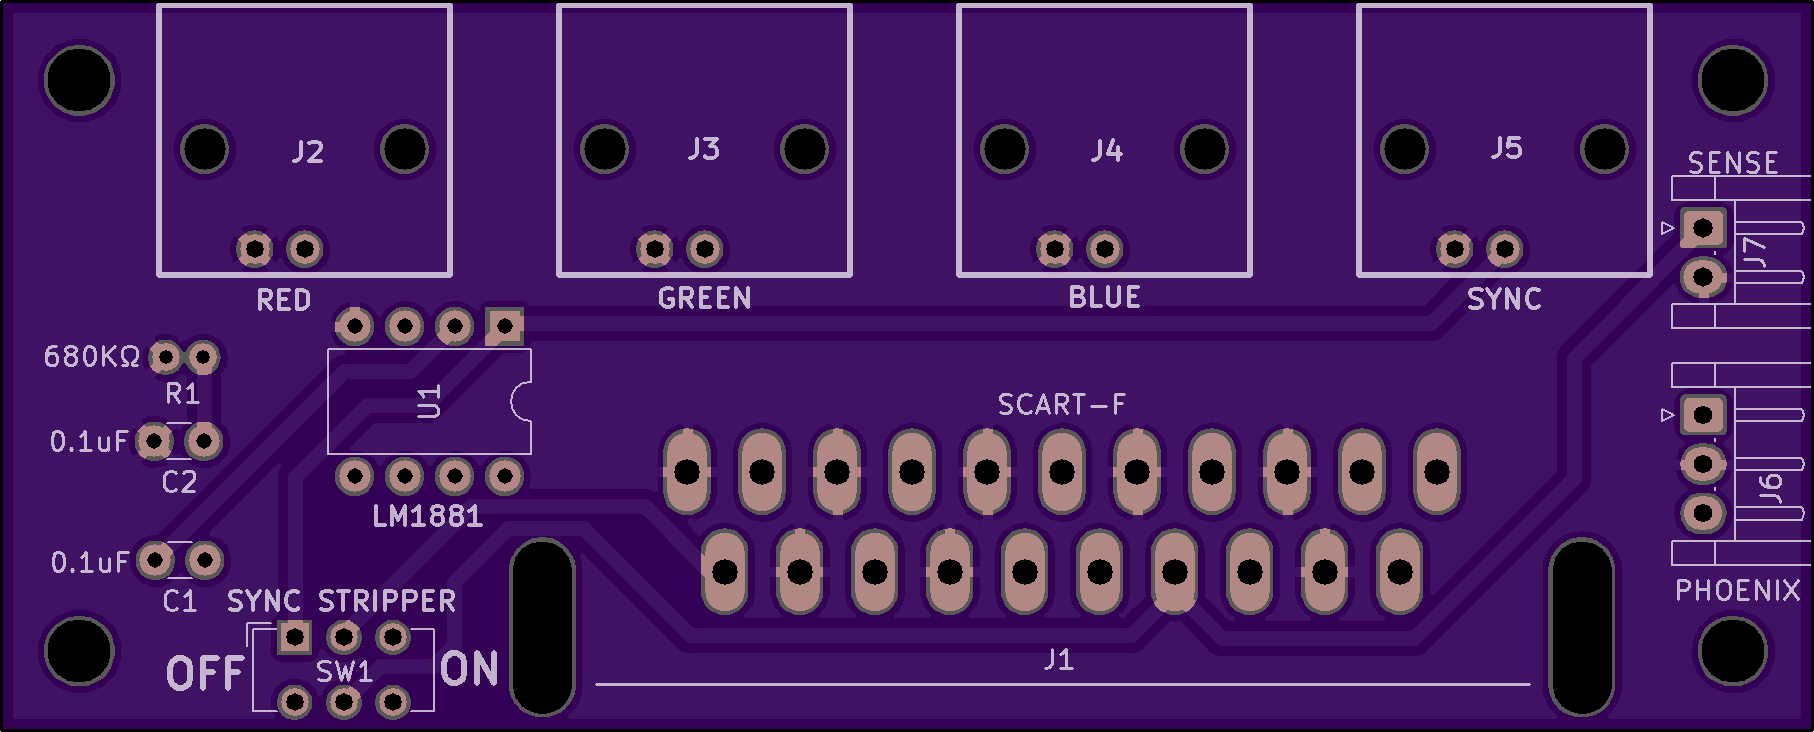 J2
J3
J4
J5
SENSE
J7
RED
GREEN
BLUE
SYNC
680KΩ
R1
U1
SCART-F
0.1uF
C2
LM1881
J6
0.1uF
C1
SYNC STRIPPER
PHOENIX
OFF
SW1
ON
J1